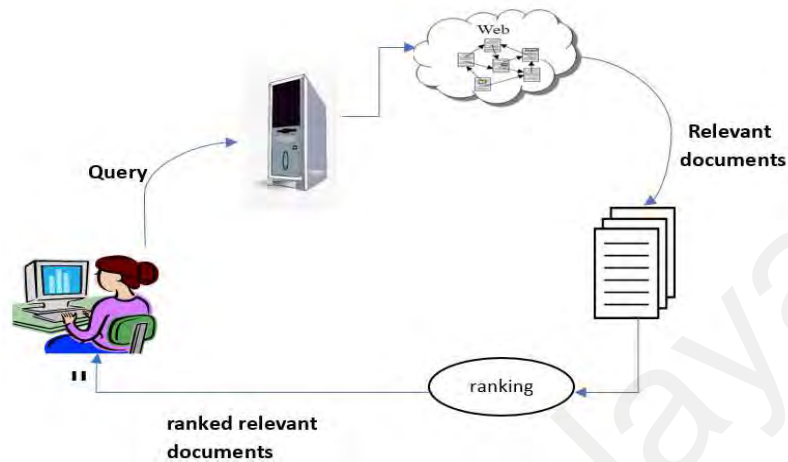 Web
Query
Relevant
documents
ranking
ranked relevant
documents